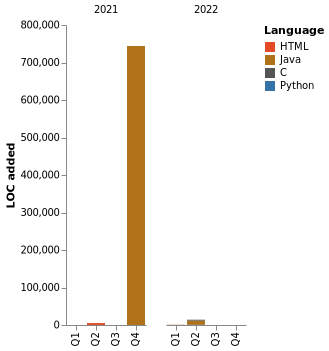 2021 2022
Language
HTML
Java
C
Python
LOC added
800,000
700,000
600,000
500,000
400,000
300,000
200,000
100,000
0
Q1 Q2 Q3 Q4 Q1 Q2 Q3 Q4